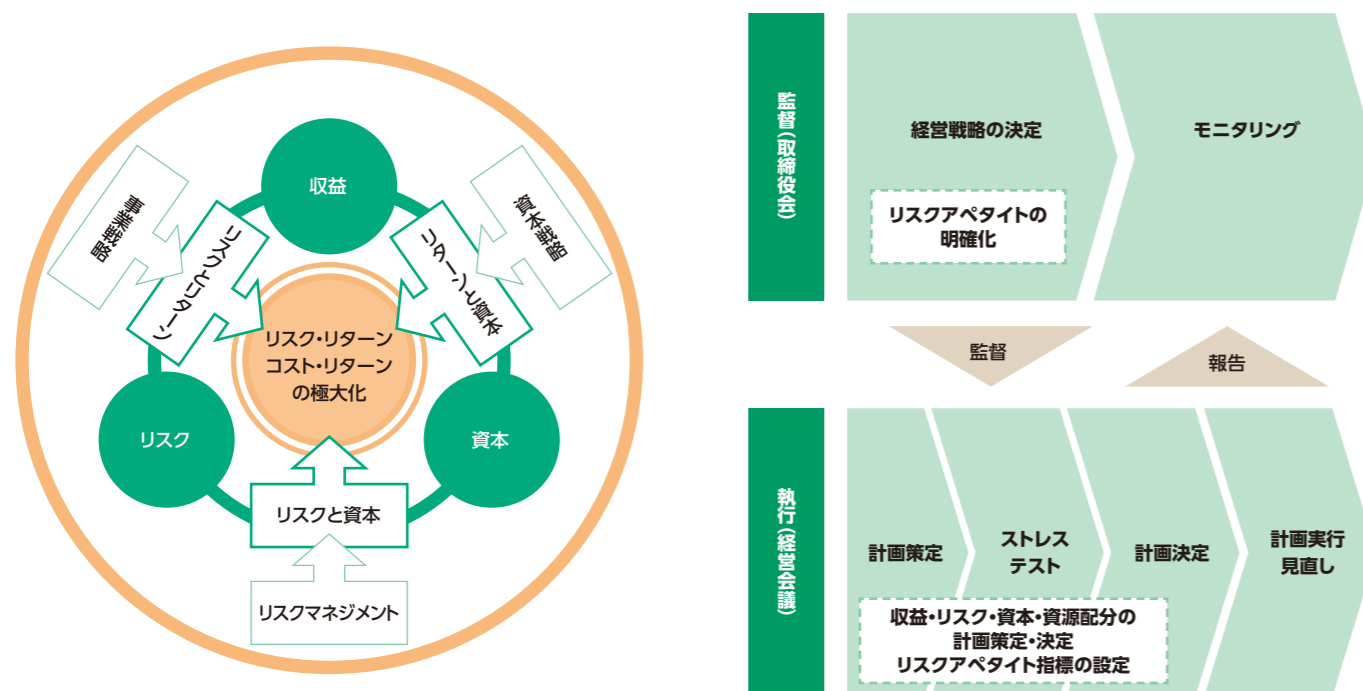 収益
事業戦略
資本戦略
リスクとリターン
リターンと資本
リスク・リターン
コスト・リターン
の極大化
リスク
資本
リスクと資本
リスクマネジメント
監督(取締役会)
経営戦略の決定
モニタリング
リスクアペタイトの
明確化
監督
報告
執行(経営会議)
計画策定
ストレス
テスト
計画決定
計画実行
見直し
収益・リスク・資本・資源配分の
計画策定・決定
リスクアペタイト指標の設定